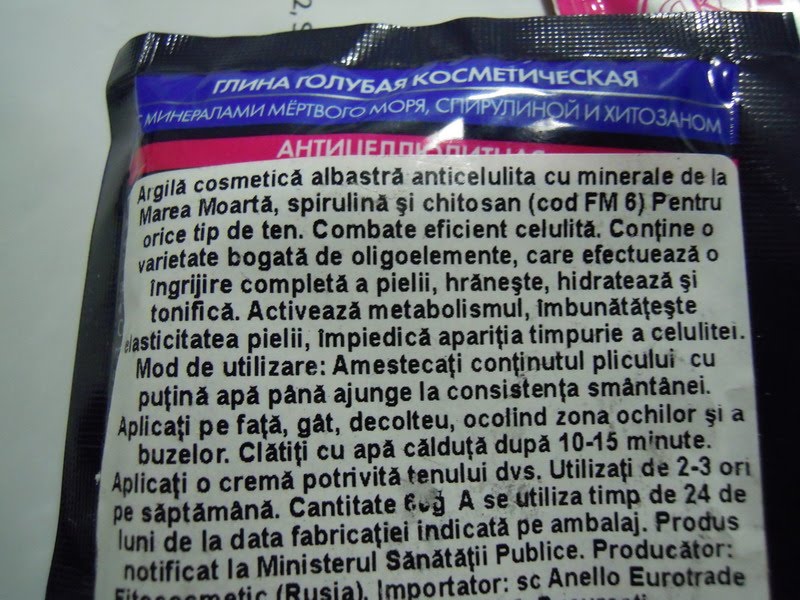 ГЛИНА ГОЛУБАЯ КОСМЕТИЧЕСКАЯ
С МИНЕРАЛАМИ МЁРТВОГО МОРЯ, СПИРУЛИНОЙ И ХИТОЗАНОМ
АНТИЦЕЛЛЮЛИТНАЯ
Argilă cosmetică albastră anticelulita cu minerale de la
Marea Moartă, spirulină şi chitosan (cod FM 6) Pentru
orice tip de ten. Combate eficient celulită. Conţine o
varietate bogată de oligoelemente, care efectuează o
îngrijire completă a pielii, hrăneşte, hidratează şi
tonifică. Activează metabolismul, îmbunătăţeşte
elasticitatea pielii, împiedică apariţia timpurie a celulitei.
Mod de utilizare: Amestecaţi conţinutul plicului cu
puţină apă până ajunge la consistenţa smântânei.
Aplicaţi pe faţă, gât, decolteu, ocolind zona ochilor şi a
buzelor. Clătiţi cu apă călduţă după 10-15 minute.
Aplicaţi o cremă potrivită tenului dvs. Utilizaţi de 2-3 ori
pe săptămână. Cantitate A se utiliza timp de 24 de
luni de la data fabricaţiei indicată pe ambalaj. Produs
notificat la Ministerul Sănătăţii Publice. Producător:
Fitocosmetic (Rusia). Importator: sc Anello Eurotrade